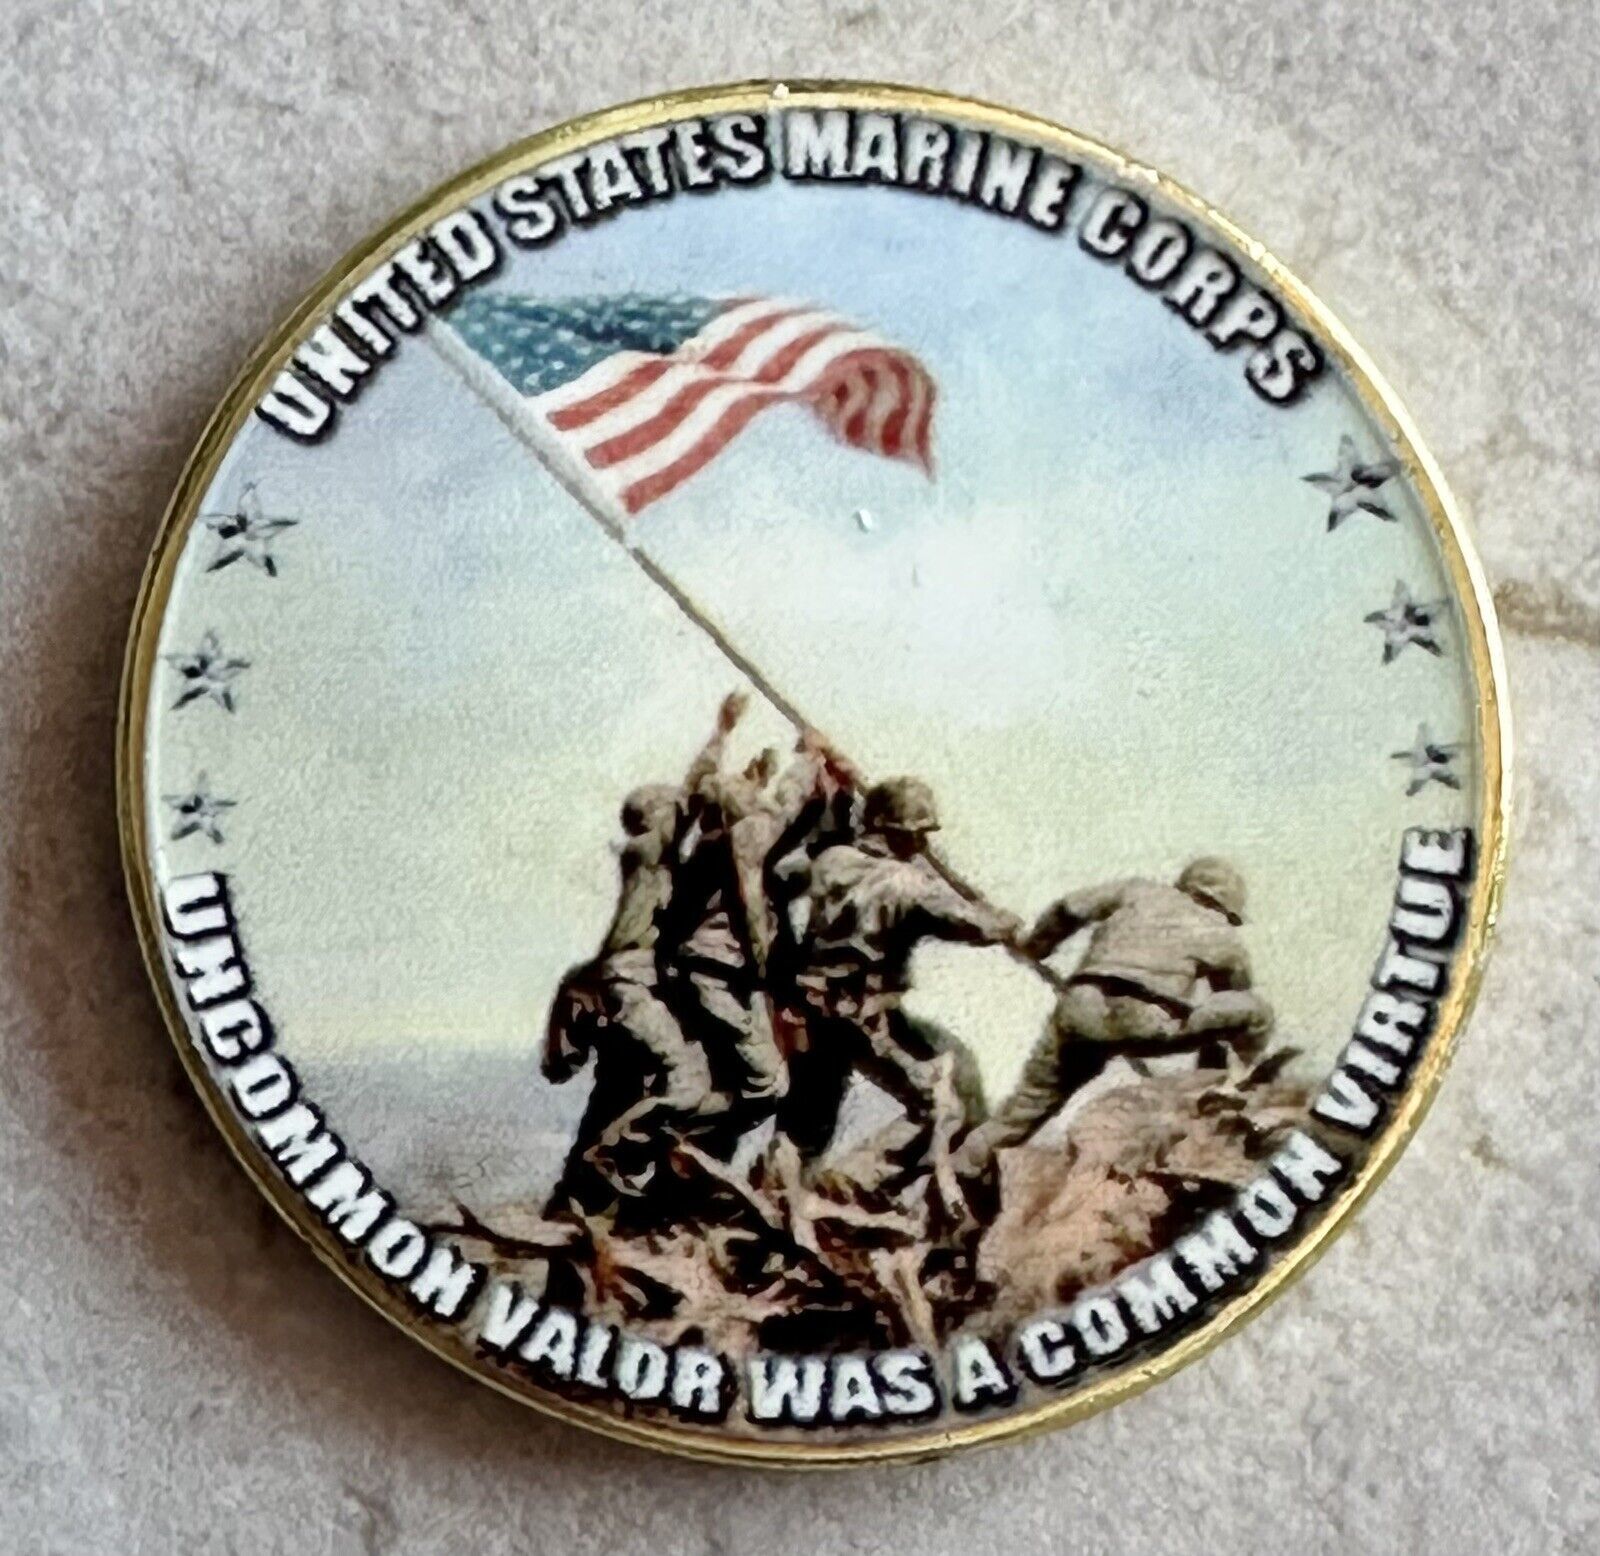 UNITED STATES MARINE CORPS
UNCOMMON VALOR WAS A COMMON VIRTUE